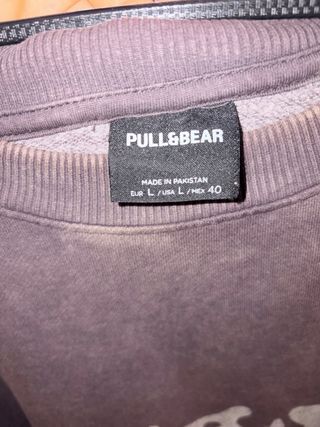 PULL&BEAR
MADE IN PAKISTAN
EUR L / USA L / MEX 40